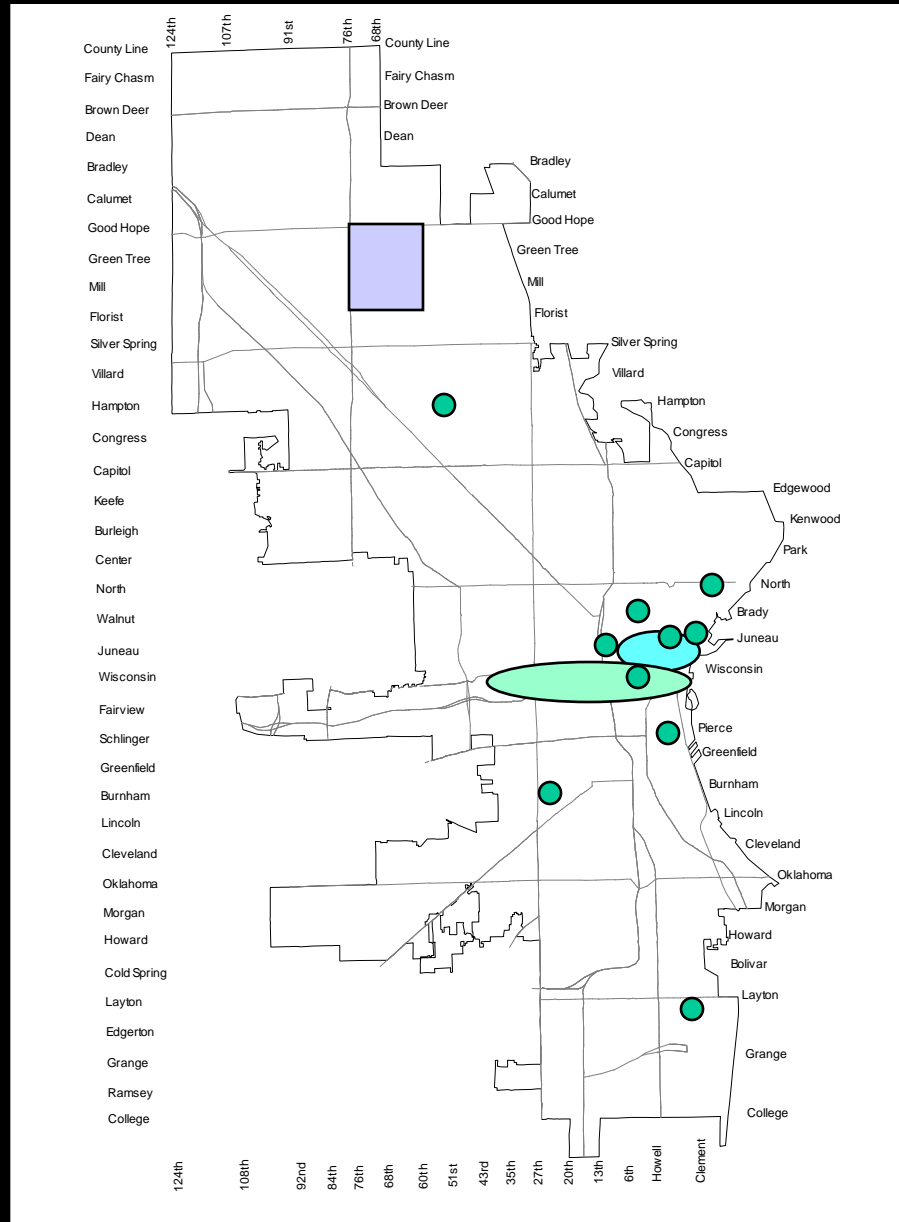 124th
107th
91st
76th
68th
County Line
Fairy Chasm
Brown Deer
Dean
Bradley
Calumet
Good Hope
Green Tree
Mill
Florist
Silver Spring
Villard
Hampton
Congress
Capitol
Keefe
Burleigh
Center
North
Walnut
Juneau
Wisconsin
Fairview
Schlinger
Greenfield
Burnham
Lincoln
Cleveland
Oklahoma
Morgan
Howard
Cold Spring
Layton
Edgerton
Grange
Ramsey
College
County Line
Fairy Chasm
Brown Deer
Dean
Bradley
Calumet
Good Hope
Green Tree
Mill
Florist
Silver Spring
Villard
Hampton
Congress
Capitol
Edgewood
Kenwood
Park
North
Brady
Juneau
Wisconsin
Pierce
Greenfield
Burnham
Lincoln
Cleveland
Oklahoma
Morgan
Howard
Bolivar
Layton
Grange
College
124th
108th
92nd
84th
76th
68th
60th
51st
43rd
35th
27th
20th
13th
6th
Howell
Clement